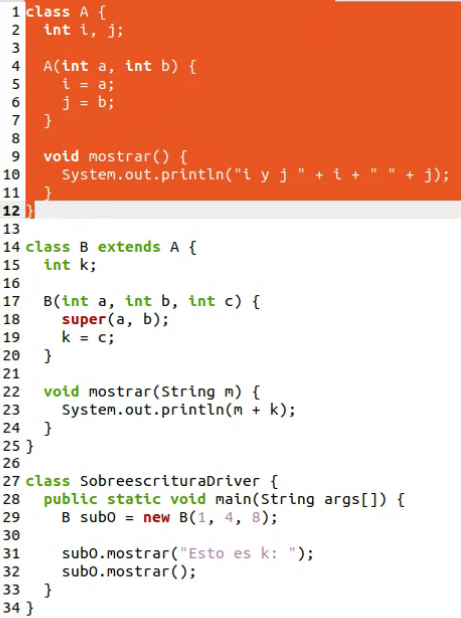 1 class A {
2   int i, j;
3
4   A(int a, int b) {
5     i = a;
6     j = b;
7   }
8
9   void mostrar() {
10     System.out.println("i y j " + i + " " + j);
11   }
12 }
13
14 class B extends A {
15   int k;
16
17   B(int a, int b, int c) {
18     super(a, b);
19     k = c;
20   }
21
22   void mostrar(String m) {
23     System.out.println(m + k);
24   }
25 }
26
27 class SobreescrituraDriver {
28   public static void main(String args[]) {
29     B subO = new B(1, 4, 8);
30
31     subO.mostrar("Esto es k: ");
32     subO.mostrar();
33   }
34 }